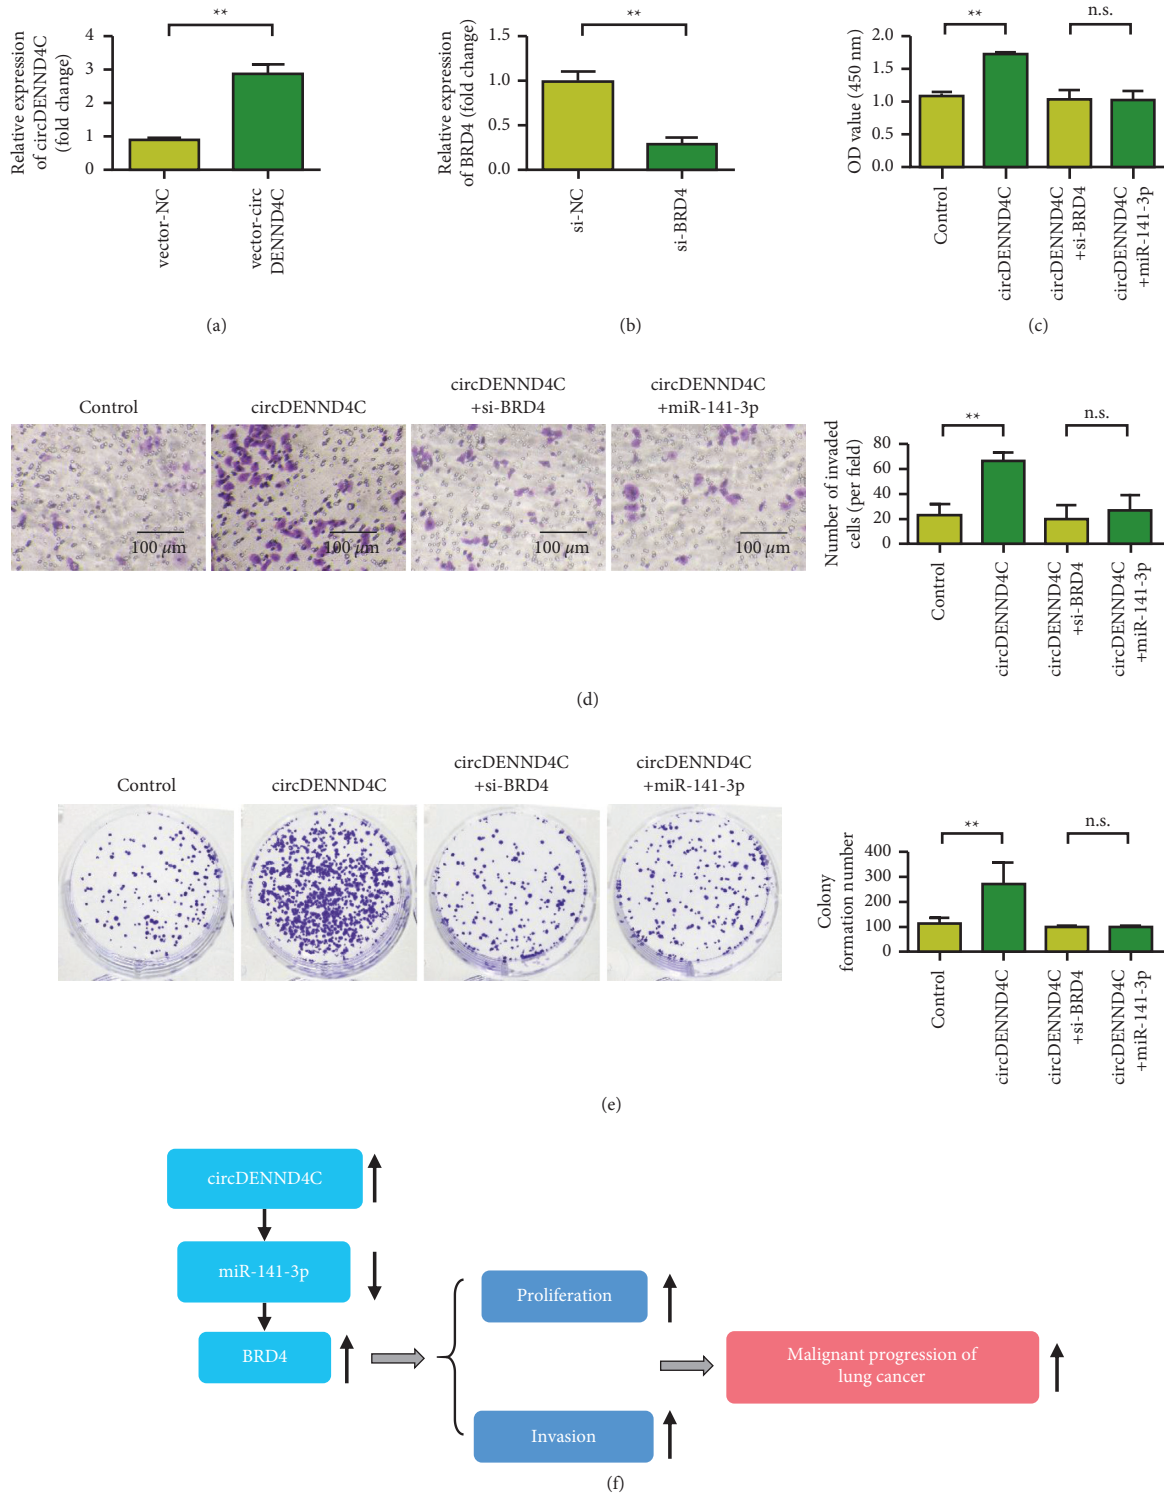 Relative expression
of circDENND4C
(fold change)
4
3
2
1
0
**
vector-NC
vector-circ
DENND4C
(a)
Relative expression
of BRD4 (fold change)
1.5
1.0
0.5
0.0
**
si-NC
si-BRD4
(b)
OD value (450 nm)
2.0
1.5
1.0
0.5
0.0
**
n.s.
Control
circDENND4C
circDENND4C
+si-BRD4
circDENND4C
+miR-141-3p
(c)
Control
circDENND4C
circDENND4C
+si-BRD4
circDENND4C
+miR-141-3p
100 µm
100 µm
100 µm
100 µm
Number of invaded
cells (per field)
80
60
40
20
0
**
n.s.
Control
circDENND4C
circDENND4C
+si-BRD4
circDENND4C
+miR-141-3p
(d)
Control
circDENND4C
circDENND4C
+si-BRD4
circDENND4C
+miR-141-3p
Colony
formation number
400
300
200
100
0
**
n.s.
Control
circDENND4C
circDENND4C
+si-BRD4
circDENND4C
+miR-141-3p
(e)
circDENND4C
miR-141-3p
BRD4
Proliferation
Invasion
Malignant progression of
lung cancer
(f)